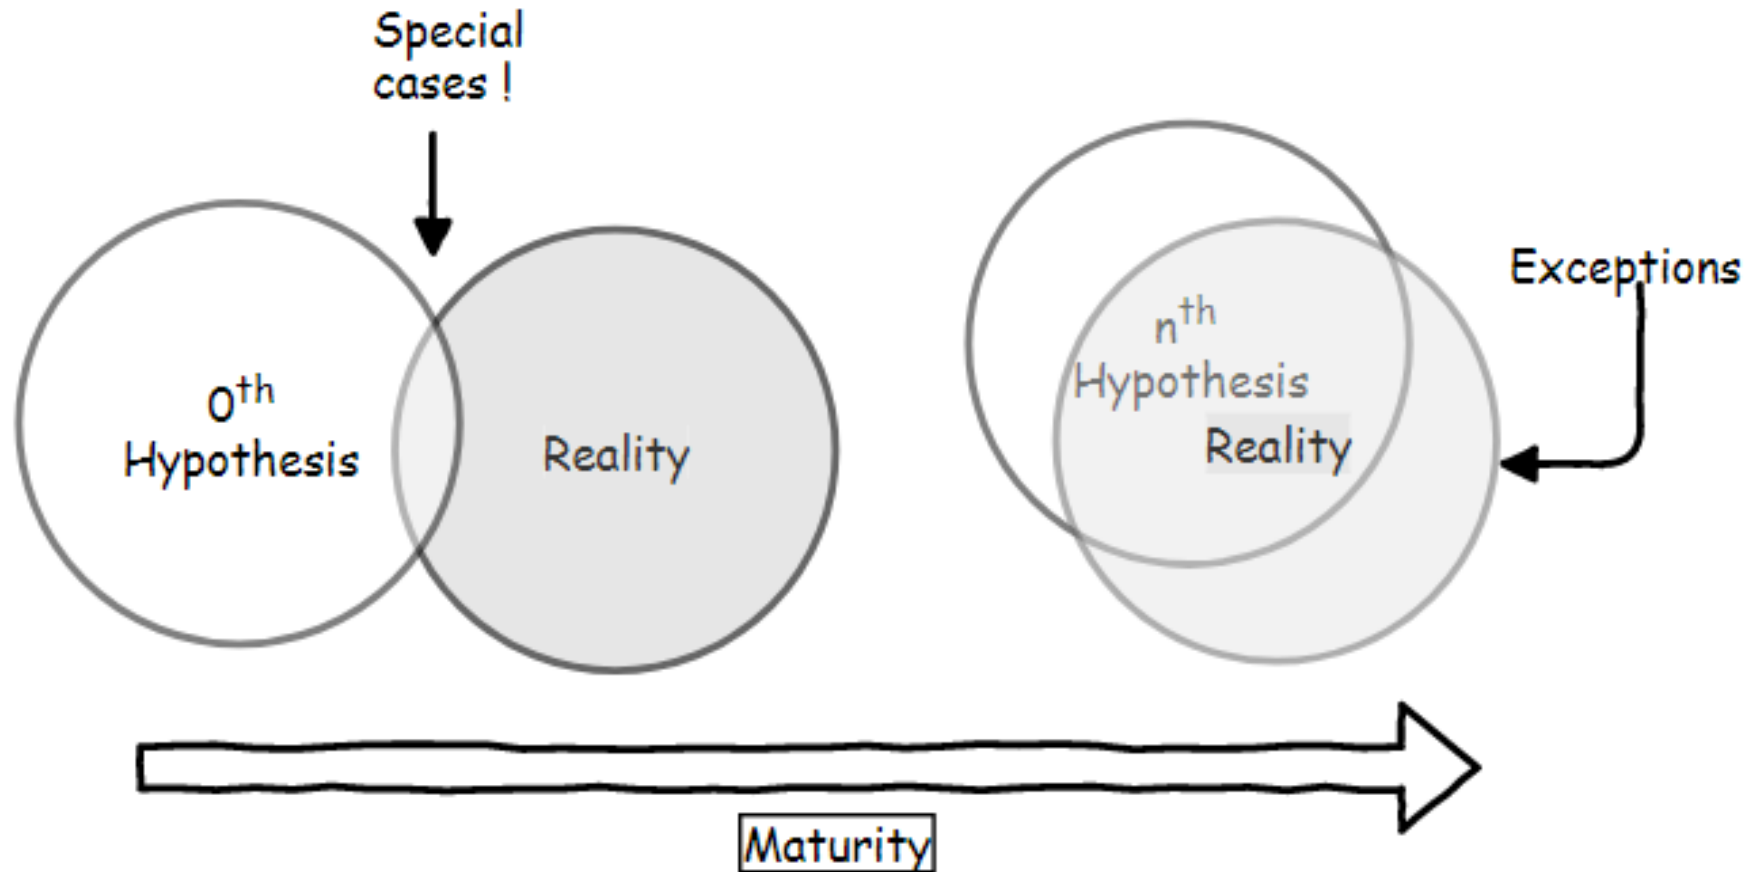 Special
cases !
0th
Hypothesis
Reality
nth
Hypothesis
Reality
Exceptions
Maturity